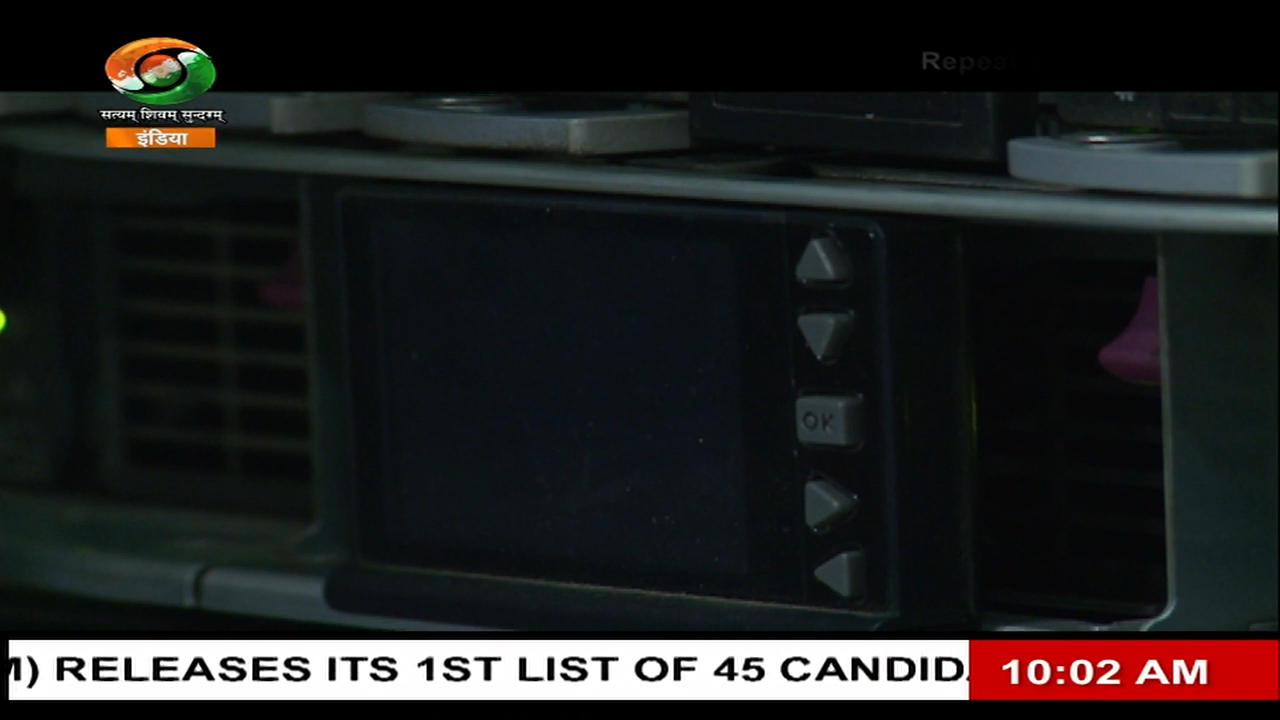 Repeat
सत्यम् शिवम् सुन्दरम्
इंडिया
OK
M) RELEASES ITS 1ST LIST OF 45 CANDID
10:02 AM